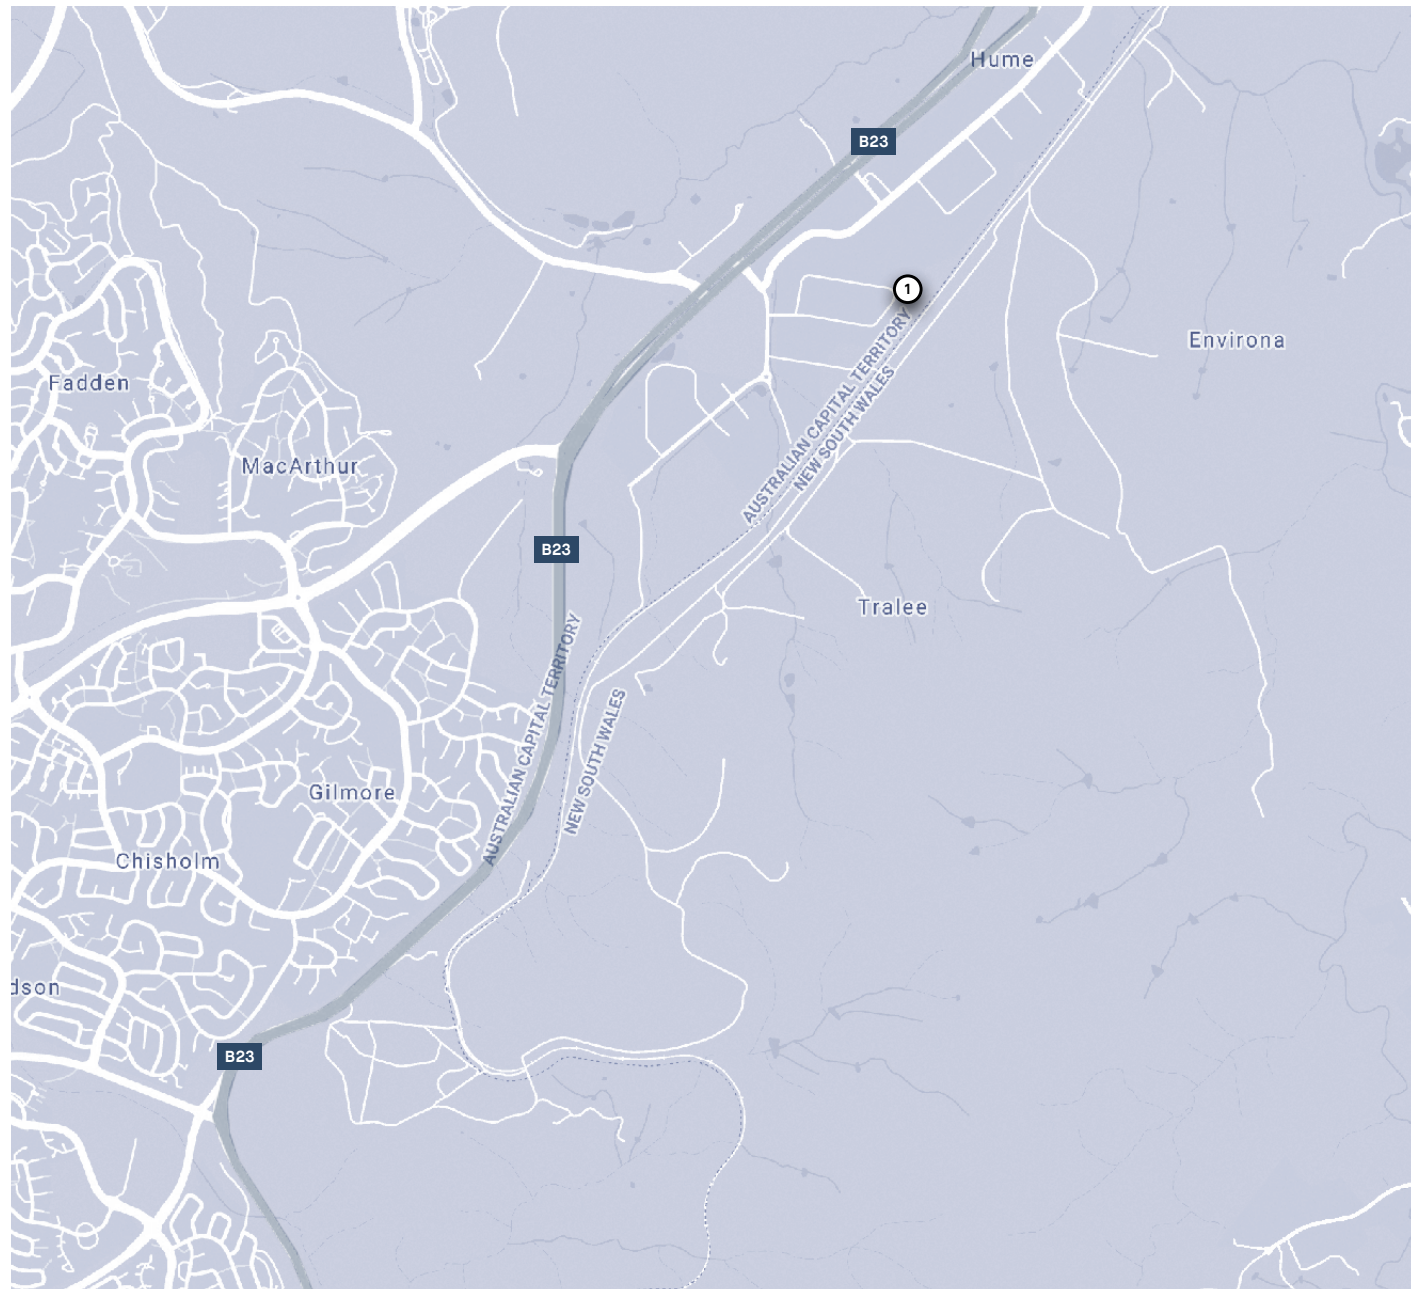 Hume
B23
1
Environa
AUSTRALIAN CAPITAL TERRITORY
NEW SOUTH WALES
Fadden
MacArthur
B23
Tralee
AUSTRALIAN CAPITAL TERRITORY
NEW SOUTH WALES
Gilmore
Chisholm
dson
B23